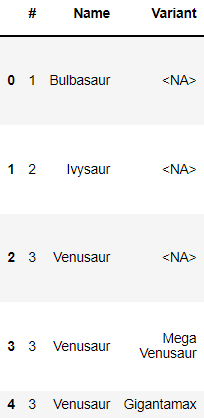 # Name Variant
0 1 Bulbasaur <NA>
1 2 Ivysaur <NA>
2 3 Venusaur <NA>
3 3 Venusaur Mega
Venusaur
4 3 Venusaur Gigantamax